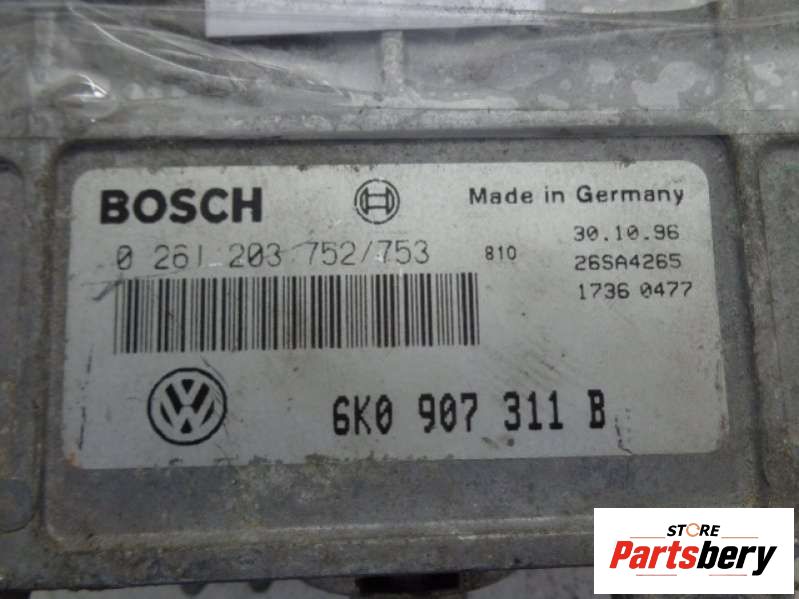 BOSCH
Made in Germany
0 261 203 752/753
810
30.10.96
26SA4265
1736 0477
6K0 907 311 B
STORE
Partsbery